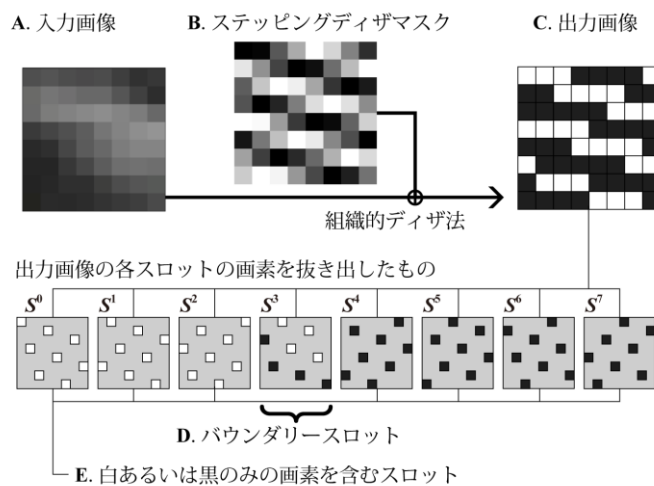 A. 入力画像
B. ステッピングディザマスク
C. 出力画像
組織的ディザ法
出力画像の各スロットの画素を抜き出したもの
S⁰ S¹ S² S³ S⁴ S⁵ S⁶ S⁷
D. バウンダリースロット
E. 白あるいは黒のみの画素を含むスロット